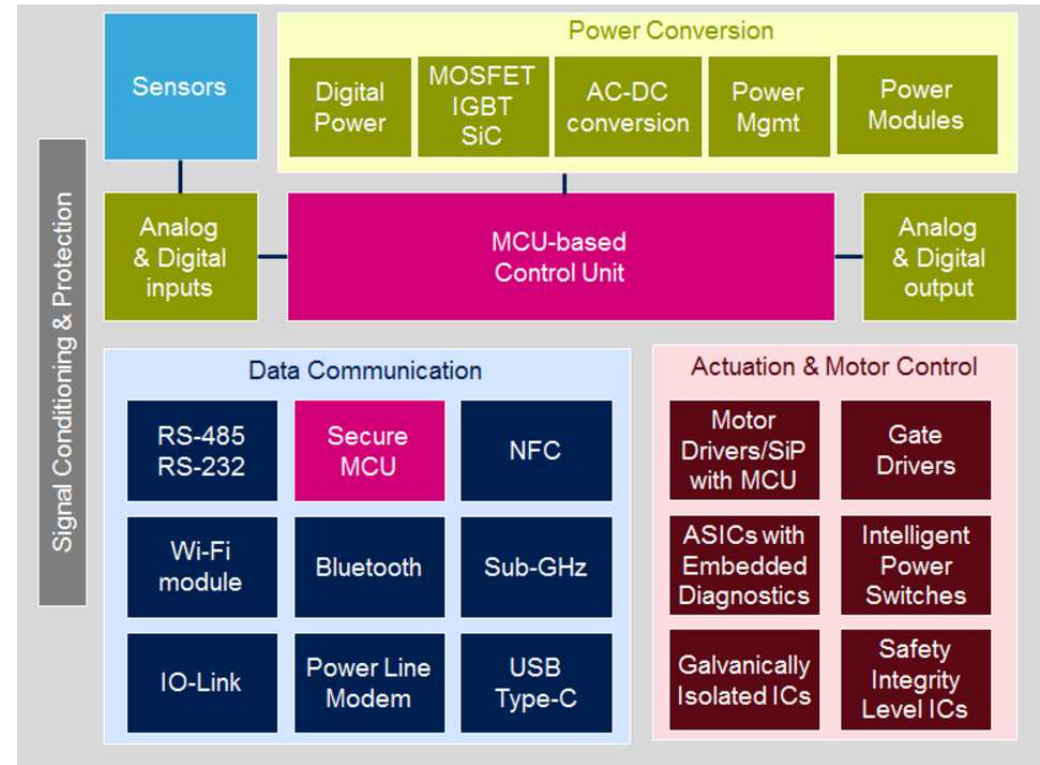 Signal Conditioning & Protection
Sensors
Power Conversion
Digital
Power
MOSFET
IGBT
SiC
AC-DC
conversion
Power
Mgmt
Power
Modules
Analog
& Digital
inputs
MCU-based
Control Unit
Analog
& Digital
output
Data Communication
RS-485
RS-232
Secure
MCU
NFC
Wi-Fi
module
Bluetooth
Sub-GHz
IO-Link
Power Line
Modem
USB
Type-C
Actuation & Motor Control
Motor
Drivers/SiP
with MCU
Gate
Drivers
ASICs with
Embedded
Diagnostics
Intelligent
Power
Switches
Galvanically
Isolated ICs
Safety
Integrity
Level ICs